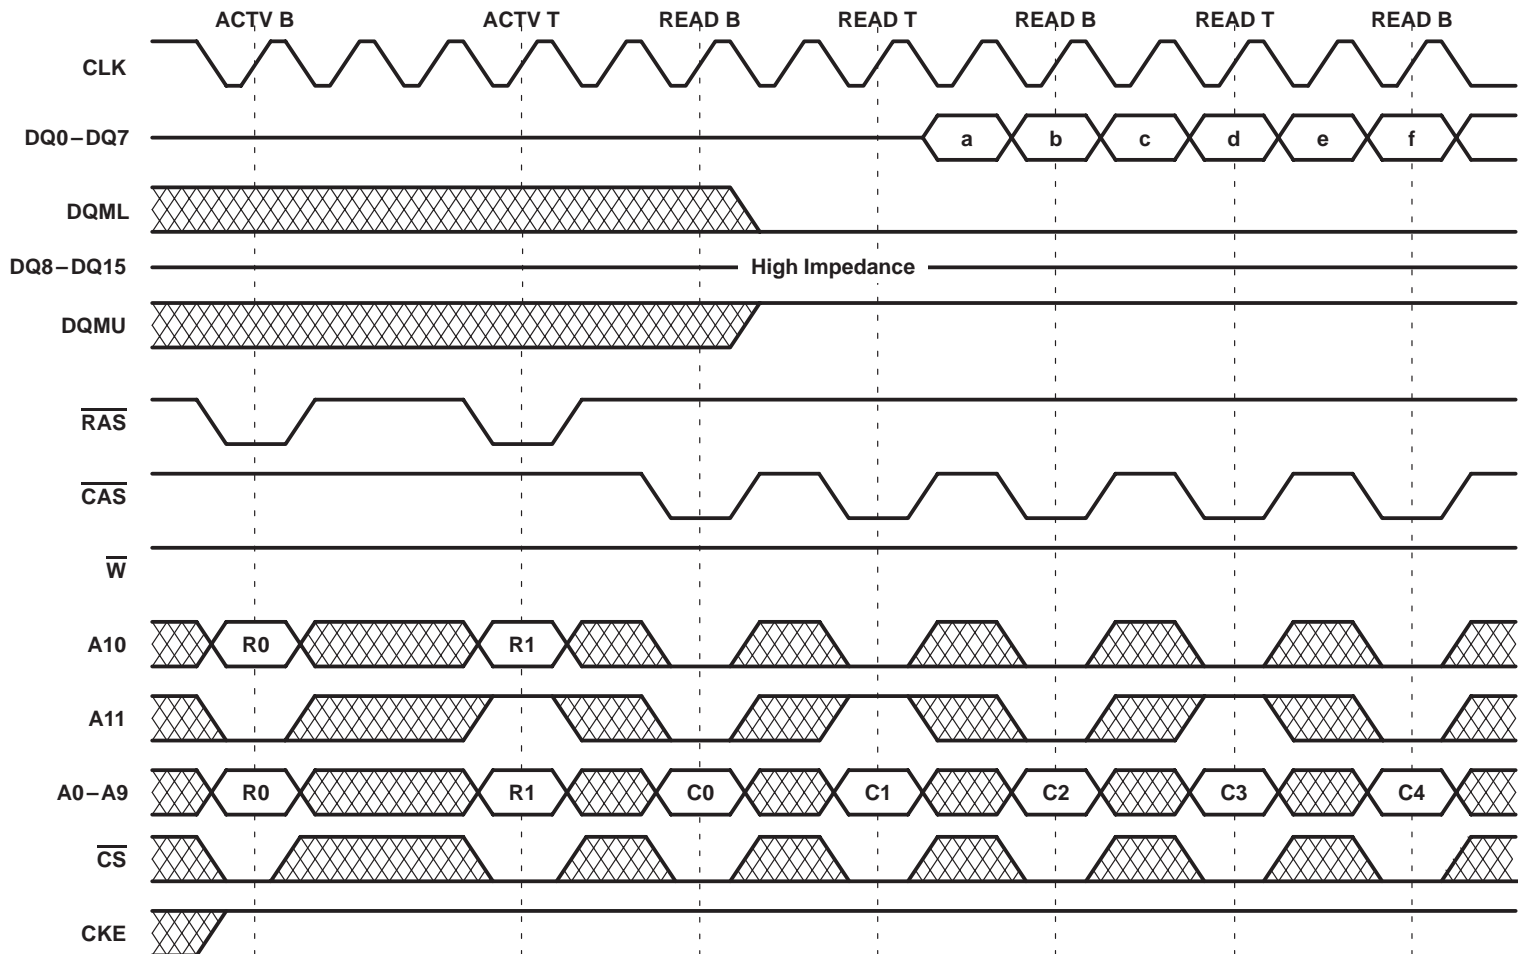 ACTV B ACTV T READ B READ T READ B READ T READ B
CLK
DQ0–DQ7 a b c d e f
DQML
DQ8–DQ15 High Impedance
DQMU
RAS
CAS
W
A10 R0 R1
A11
A0–A9 R0 R1 C0 C1 C2 C3 C4
CS
CKE